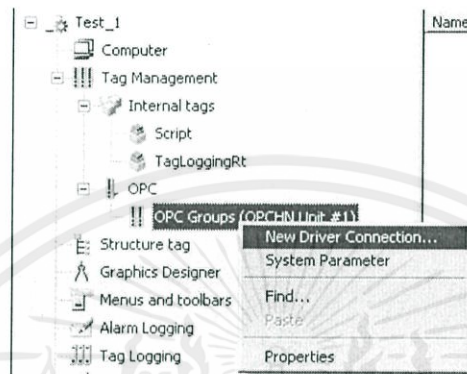 Test_1
Name
Computer
Tag Management
Internal tags
Script
TagLoggingRt
OPC
OPC Groups (OPCHN Unit #1)
New Driver Connection...
System Parameter
Find...
Paste
Properties
Structure tag
Graphics Designer
Menus and toolbars
Alarm Logging
Tag Logging